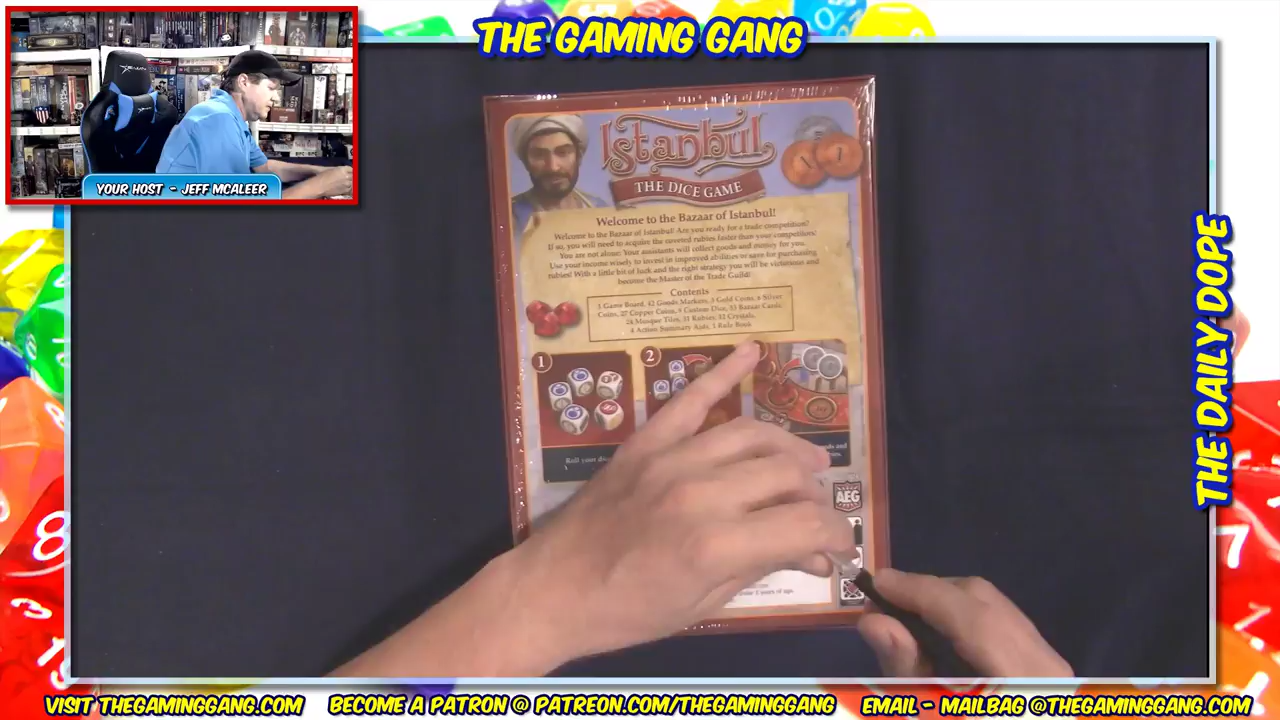 THE GAMING GANG
YOUR HOST - JEFF MCALEER
Istanbul
THE DICE GAME
Welcome to the Bazaar of Istanbul!
Welcome to the Bazaar of Istanbul! Are you ready for a trade competition?
If so, you will need to acquire the coveted rubies faster than your competitors.
You are not alone: Your assistants will collect goods and money for you.
Use your income wisely to invest in improved abilities or save for purchasing
rubies! With a little bit of luck and the right strategy you will be victorious and
become the Master of the Trade Guild!
Contents
1 Game Board, 42 Goods Markers, 5 Gold Coins, 6 Silver
Coins, 27 Copper Coins, 9 Custom Dice, 33 Bazaar Cards,
28 Mosque Tiles, 31 Rubies, 12 Crystals,
4 Action Summary Aids, 1 Rule Book
1
2
Roll your dice
AEG
THE DAILY DOPE
VISIT THEGAMINGGANG.COM
BECOME A PATRON @ PATREON.COM/THEGAMINGGANG
EMAIL - MAILBAG @THEGAMINGGANG.COM